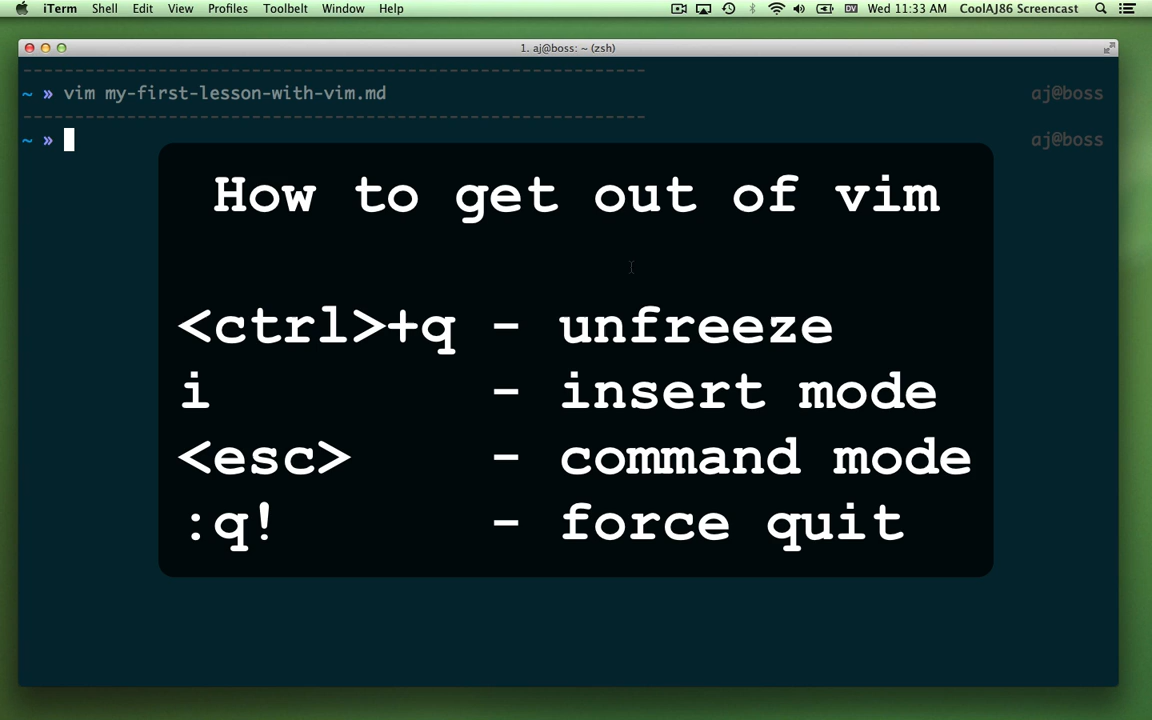 iTerm Shell Edit View Profiles Toolbelt Window Help DV Wed 11:33 AM CoolAJ86 Screencast
1. aj@boss: ~ (zsh)
~ » vim my-first-lesson-with-vim.md aj@boss
~ » aj@boss
How to get out of vim
<ctrl>+q - unfreeze
i - insert mode
<esc> - command mode
:q! - force quit